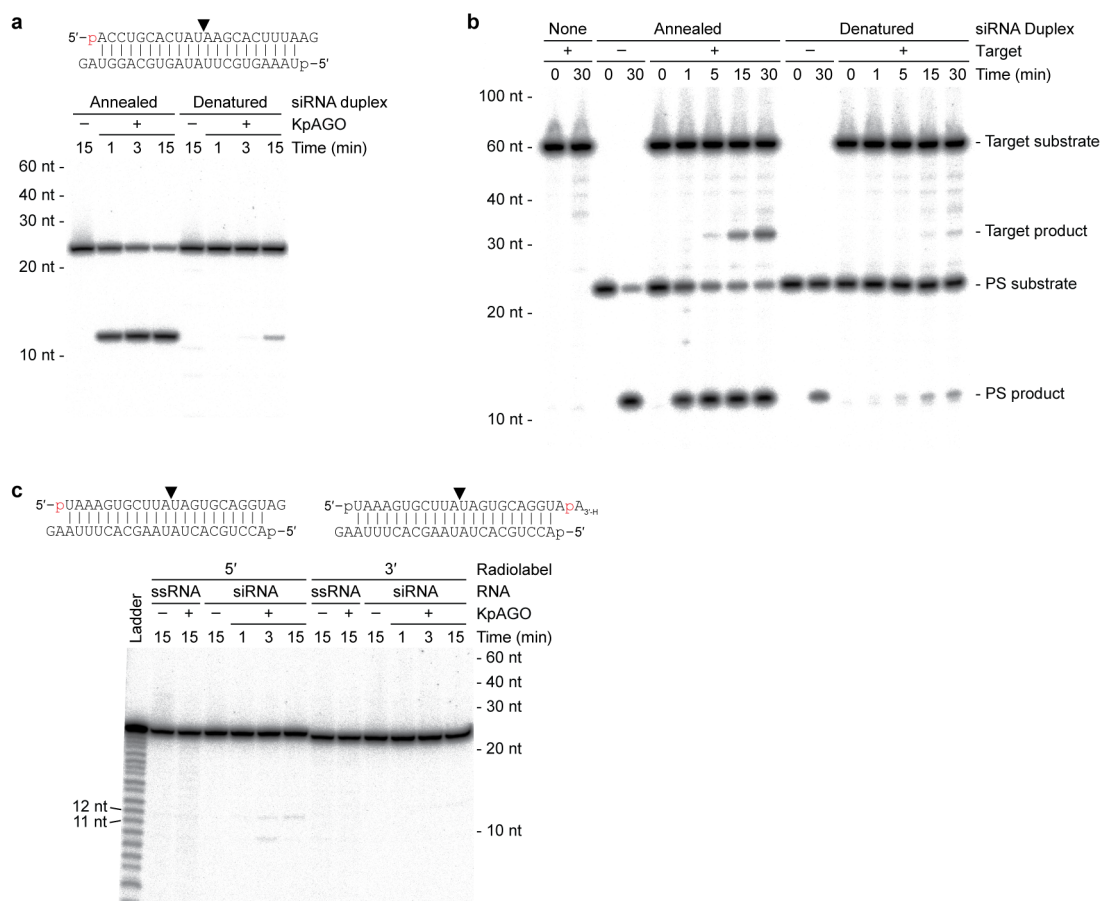 a
5′–pACCUGCACUAUAAGCACUUUAAG
GAUGGACGUGAUAUUCGUGAAAUp–5′
Annealed Denatured siRNA duplex
– + – + KpAGO
15 1 3 15 15 1 3 15 Time (min)
60 nt -
40 nt -
30 nt -
20 nt -
10 nt -
b
None Annealed Denatured siRNA Duplex
+ – + – + Target
0 30 0 30 0 1 5 15 30 0 30 0 1 5 15 30 Time (min)
100 nt -
60 nt - - Target substrate
40 nt -
30 nt - - Target product
- PS substrate
20 nt -
- PS product
10 nt -
c
5′–pUAAAGUGCUUAUAGUGCAGGUAG
GAAUUUCACGAAUAUCACGUCCAp–5′
5′–pUAAAGUGCUUAUAGUGCAGGUApA3′-H
GAAUUUCACGAAUAUCACGUCCAp–5′
5′ 3′ Radiolabel
ssRNA siRNA ssRNA siRNA RNA
– + – + – + – + KpAGO
Ladder 15 15 15 1 3 15 15 15 15 1 3 15 Time (min)
- 60 nt
- 40 nt
- 30 nt
- 20 nt
12 nt
11 nt
- 10 nt